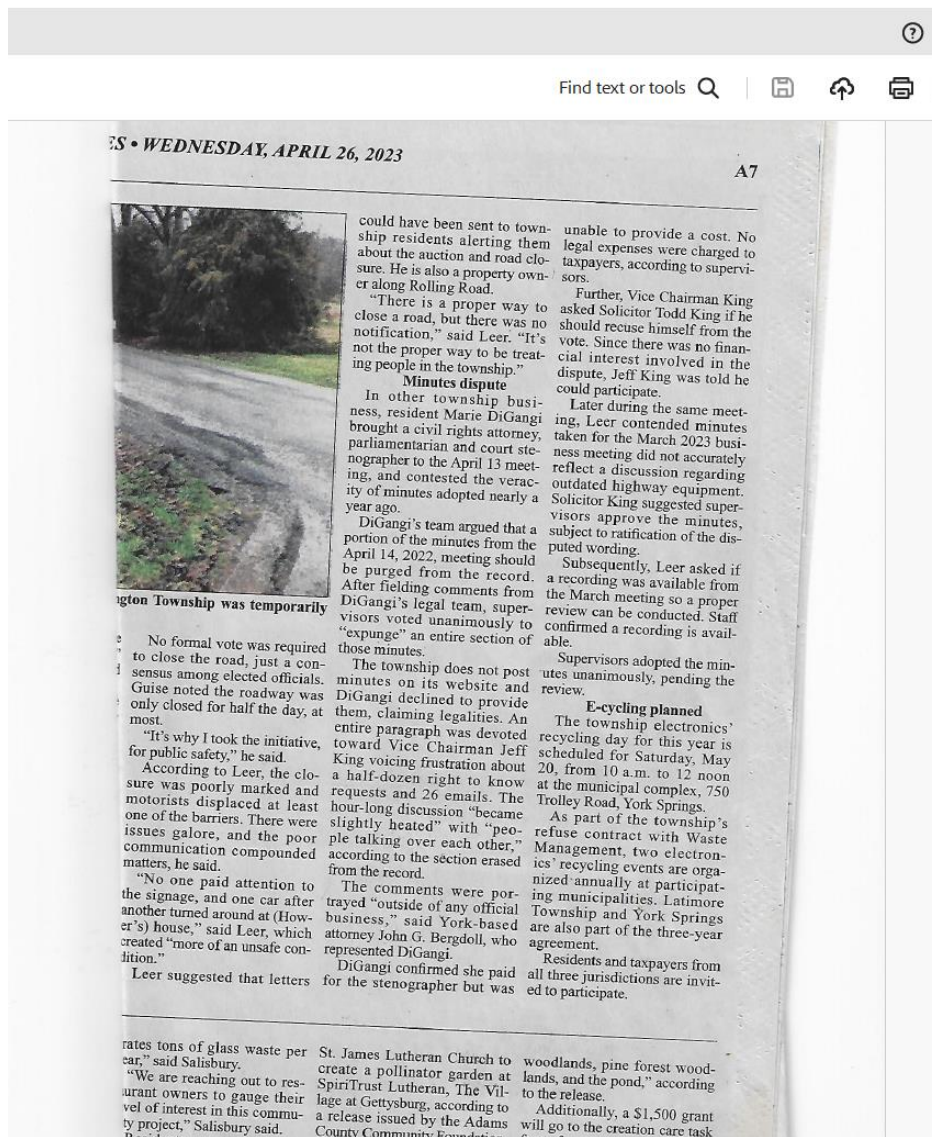 Find text or tools
ES • WEDNESDAY, APRIL 26, 2023
A7
ngton Township was temporarily
No formal vote was required
to close the road, just a con-
sensus among elected officials.
Guise noted the roadway was
only closed for half the day, at
most.
“It’s why I took the initiative,
for public safety,” he said.
According to Leer, the clo-
sure was poorly marked and
motorists displaced at least
one of the barriers. There were
issues galore, and the poor
communication compounded
matters, he said.
“No one paid attention to
the signage, and one car after
another turned around at (How-
er’s) house,” said Leer, which
created “more of an unsafe con-
dition.”
Leer suggested that letters
could have been sent to town-
ship residents alerting them
about the auction and road clo-
sure. He is also a property own-
er along Rolling Road.
“There is a proper way to
close a road, but there was no
notification,” said Leer. “It’s
not the proper way to be treat-
ing people in the township.”
Minutes dispute
In other township busi-
ness, resident Marie DiGangi
brought a civil rights attorney,
parliamentarian and court ste-
nographer to the April 13 meet-
ing, and contested the verac-
ity of minutes adopted nearly a
year ago.
DiGangi’s team argued that a
portion of the minutes from the
April 14, 2022, meeting should
be purged from the record.
After fielding comments from
DiGangi’s legal team, super-
visors voted unanimously to
“expunge” an entire section of
those minutes.
The township does not post
minutes on its website and
DiGangi declined to provide
them, claiming legalities. An
entire paragraph was devoted
toward Vice Chairman Jeff
King voicing frustration about
a half-dozen right to know
requests and 26 emails. The
hour-long discussion “became
slightly heated” with “peo-
ple talking over each other,”
according to the section erased
from the record.
The comments were por-
trayed “outside of any official
business,” said York-based
attorney John G. Bergdoll, who
represented DiGangi.
DiGangi confirmed she paid
for the stenographer but was
unable to provide a cost. No
legal expenses were charged to
taxpayers, according to supervi-
sors.
Further, Vice Chairman King
asked Solicitor Todd King if he
should recuse himself from the
vote. Since there was no finan-
cial interest involved in the
dispute, Jeff King was told he
could participate.
Later during the same meet-
ing, Leer contended minutes
taken for the March 2023 busi-
ness meeting did not accurately
reflect a discussion regarding
outdated highway equipment.
Solicitor King suggested super-
visors approve the minutes,
subject to ratification of the dis-
puted wording.
Subsequently, Leer asked if
a recording was available from
the March meeting so a proper
review can be conducted. Staff
confirmed a recording is avail-
able.
Supervisors adopted the min-
utes unanimously, pending the
review.
E-cycling planned
The township electronics’
recycling day for this year is
scheduled for Saturday, May
20, from 10 a.m. to 12 noon
at the municipal complex, 750
Trolley Road, York Springs.
As part of the township’s
refuse contract with Waste
Management, two electron-
ics’ recycling events are orga-
nized annually at participat-
ing municipalities. Latimore
Township and York Springs
are also part of the three-year
agreement.
Residents and taxpayers from
all three jurisdictions are invit-
ed to participate.
rates tons of glass waste per
ear,” said Salisbury.
“We are reaching out to res-
urant owners to gauge their
vel of interest in this commu-
ty project,” Salisbury said.
St. James Lutheran Church to
create a pollinator garden at
SpiriTrust Lutheran, The Vil-
lage at Gettysburg, according to
a release issued by the Adams
County Community Foundation
woodlands, pine forest wood-
lands, and the pond,” according
to the release.
Additionally, a $1,500 grant
will go to the creation care task